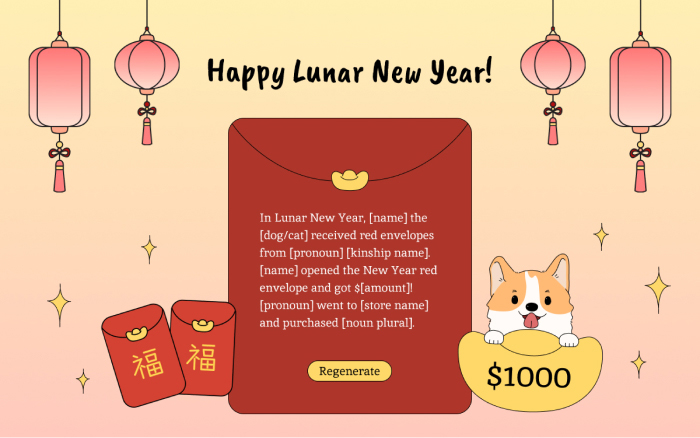 Happy Lunar New Year!
In Lunar New Year, [name] the
[dog/cat] received red envelopes
from [pronoun] [kinship name].
[name] opened the New Year red
envelope and got $[amount]!
[pronoun] went to [store name]
and purchased [noun plural].
福
福
$1000
Regenerate